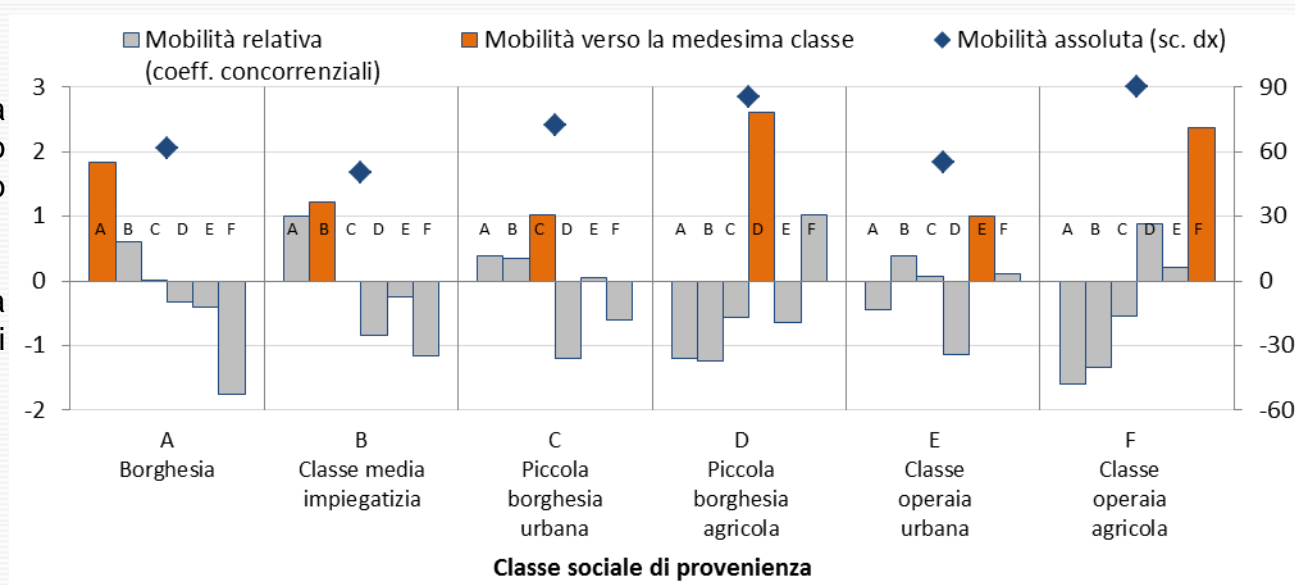 Mobilità relativa
(coeff. concorrenziali)
Mobilità verso la medesima classe
Mobilità assoluta (sc. dx)
a
o
o
a
i
3
2
1
0
-1
-2
90
60
30
0
-30
-60
A B C D E F
A B C D E F
A B C D E F
A B C D E F
A B C D E F
A B C D E F
A
Borghesia
B
Classe media
impiegatizia
C
Piccola
borghesia
urbana
D
Piccola
borghesia
agricola
E
Classe
operaia
urbana
F
Classe
operaia
agricola
Classe sociale di provenienza